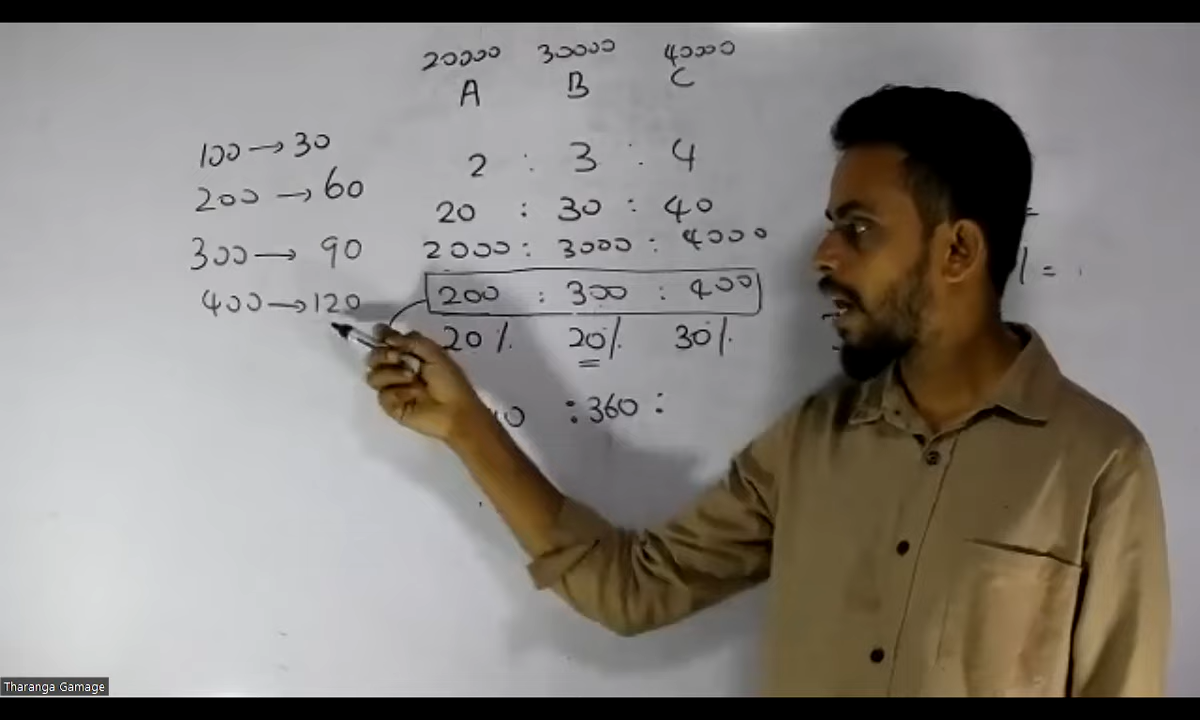 20000 30000 40000
A B C
2 : 3 : 4
20 : 30 : 40
2000 : 3000 : 4000
200 : 300 : 400
20% 20% 30%
:360 :
100 → 30
200 → 60
300 → 90
400 → 120
Tharanga Gamage